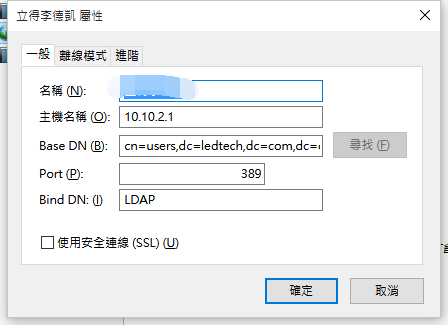 立得李德凱 屬性
一般 離線模式 進階
名稱 (N):
主機名稱 (O): 10.10.2.1
Base DN (B): cn=users,dc=ledtech,dc=com,dc= 尋找 (F)
Port (P): 389
Bind DN: (I) LDAP
使用安全連線 (SSL) (U)
確定 取消